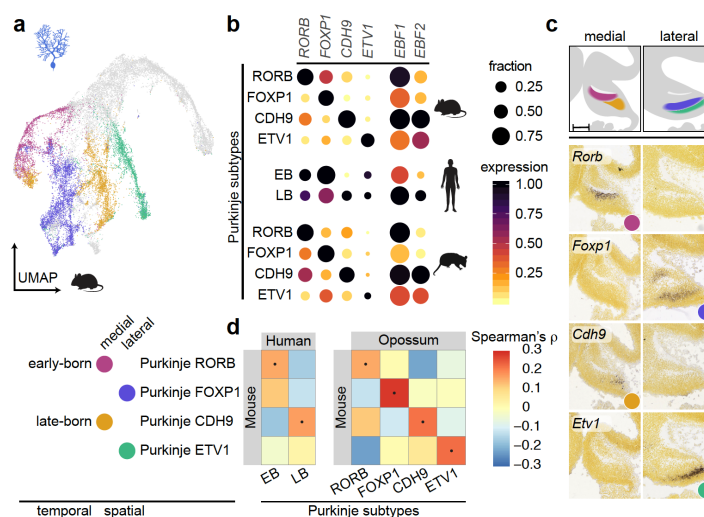 a
UMAP
medial
lateral
early-born
Purkinje RORB
Purkinje FOXP1
late-born
Purkinje CDH9
Purkinje ETV1
temporal spatial
b
RORB FOXP1 CDH9 ETV1 EBF1 EBF2
Purkinje subtypes
RORB
FOXP1
CDH9
ETV1
EB
LB
RORB
FOXP1
CDH9
ETV1
fraction
0.25
0.50
0.75
expression
1.00
0.75
0.50
0.25
c
medial lateral
Rorb
Foxp1
Cdh9
Etv1
d
Human Opossum
Mouse Mouse
EB LB RORB FOXP1 CDH9 ETV1
Purkinje subtypes
Spearman's ρ
0.3
0.2
0.1
0
−0.1
−0.2
−0.3